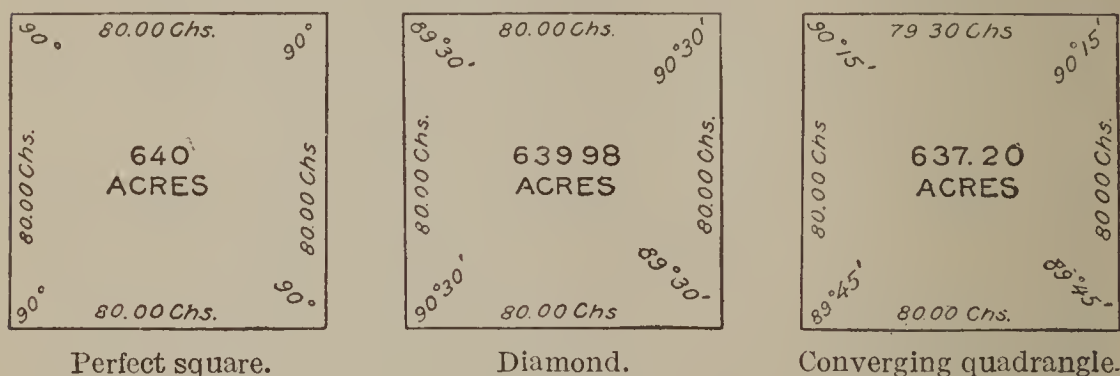 90°
80.00 Chs.
90°
80.00 Chs.
640
ACRES
80.00 Chs
90°
80.00 Chs.
90°
Perfect square.
89°30'
80.00 Chs.
90°30'
80.00 Chs.
639 98
ACRES
80.00 Chs.
90°30'
80.00 Chs.
89°30'
Diamond.
90°15'
79 30 Chs
90°15'
80.00 Chs
637.20
ACRES
80.00 Chs
89°45'
80 00 Chs.
89°45'
Converging quadrangle.